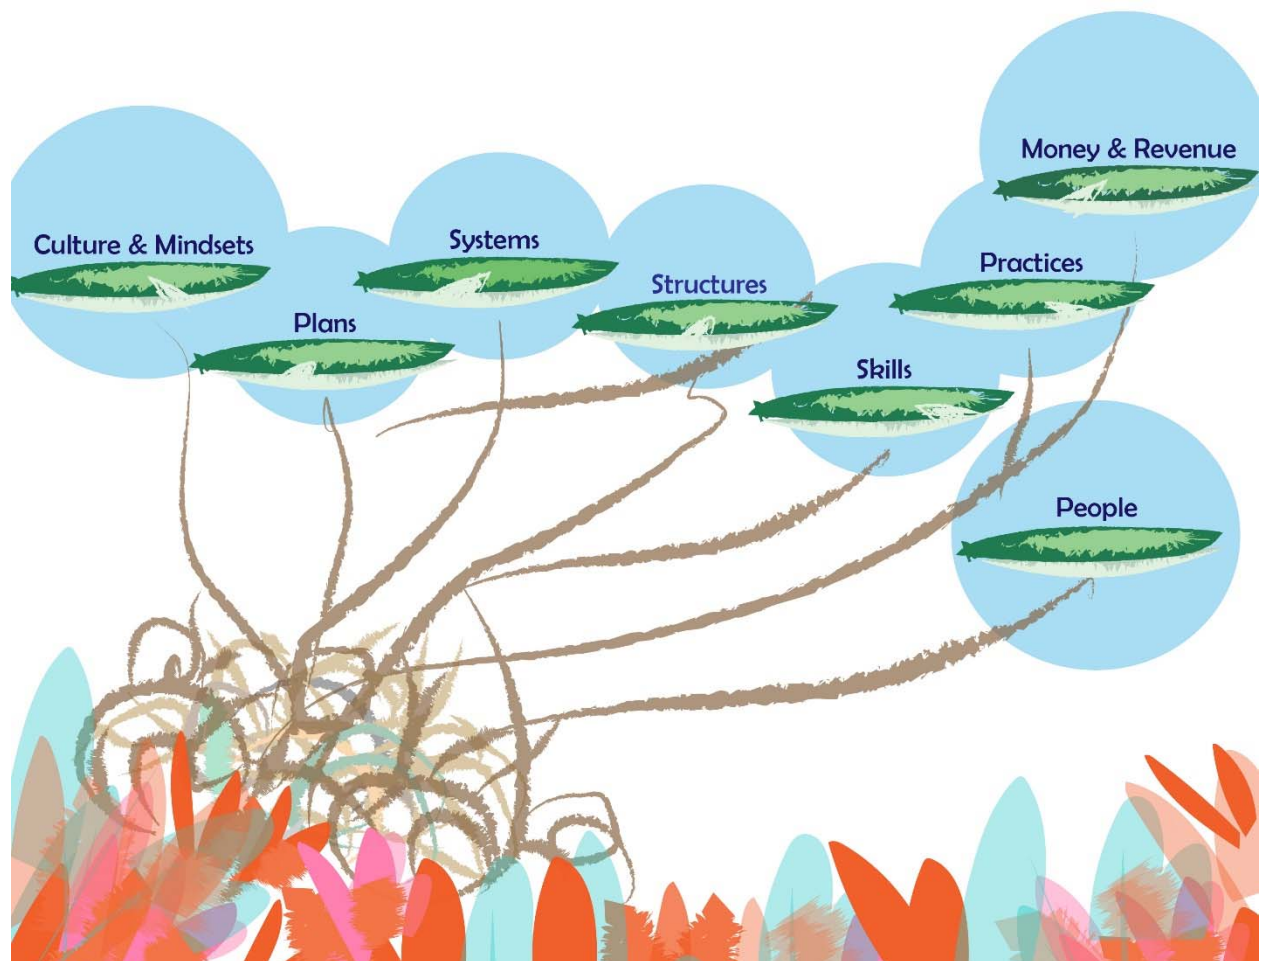 Money & Revenue
Culture & Mindsets
Systems
Practices
Structures
Plans
Skills
People